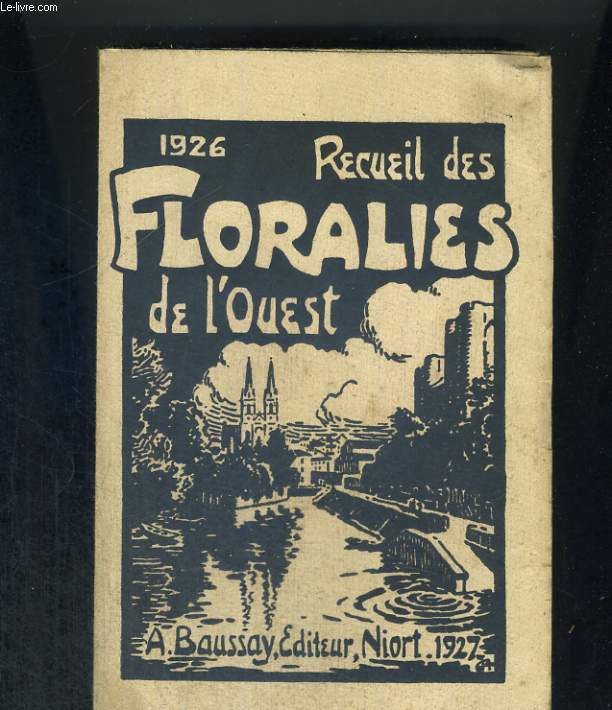 Le-livre.com
1926 Recueil des
FLORALIES
de l'Ouest
A. Baussay, Editeur, Niort. 1927.